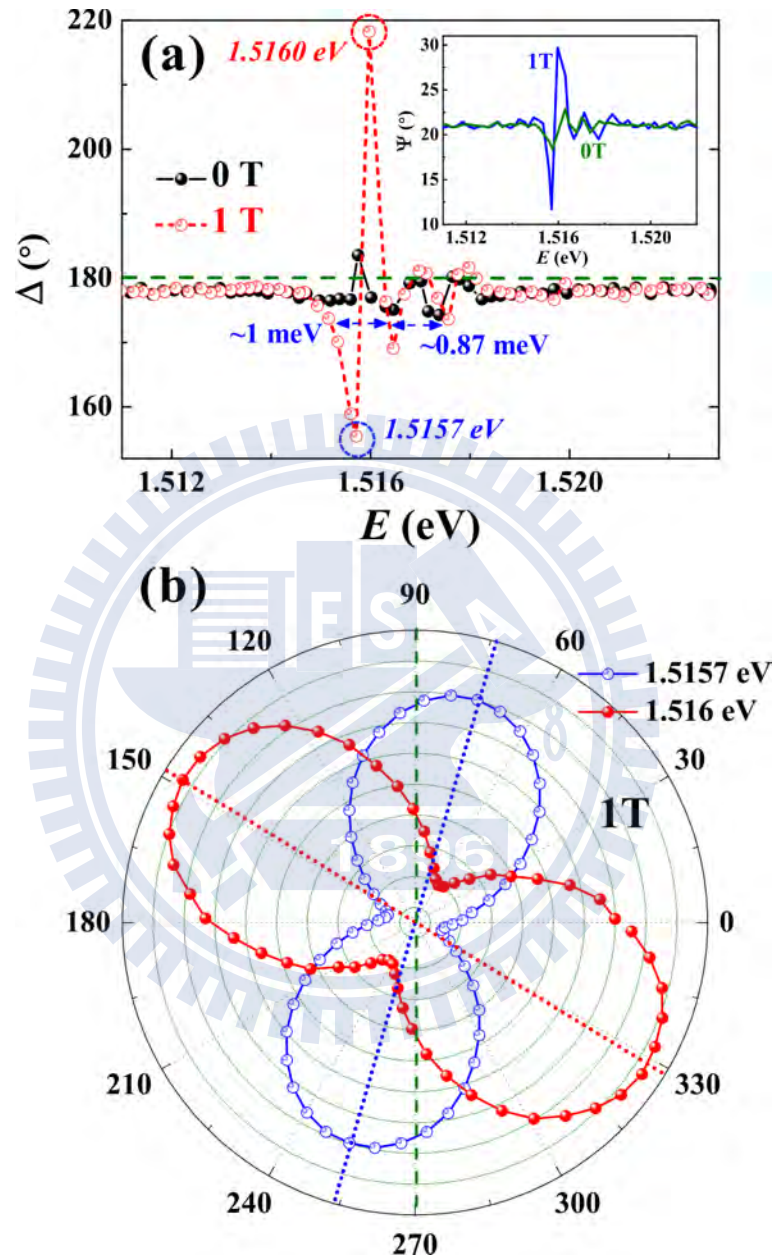 (a)
220
200
180
160
Δ (°)
1.5160 eV
0 T
1 T
~1 meV
~0.87 meV
1.5157 eV
1.512
1.516
1.520
E (eV)
30
25
20
15
10
Ψ (°)
1T
0T
1.512
1.516
1.520
E (eV)
(b)
90
120
60
1.5157 eV
1.516 eV
150
30
1T
180
0
210
330
240
300
270
E S A
8
1896